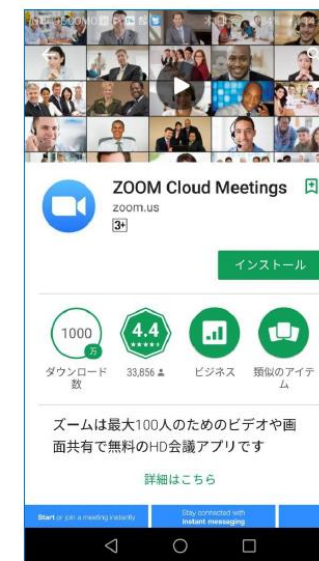 ZOOM Cloud Meetings
zoom.us
3+
インストール
1000
万
4.4
ダウンロード
数
33,856
ビジネス
類似のアイテ
ム
ズームは最大100人のためのビデオや画
面共有で無料のHD会議アプリです
詳細はこちら
Start or join a meeting instantly
Stay connected with
instant messaging